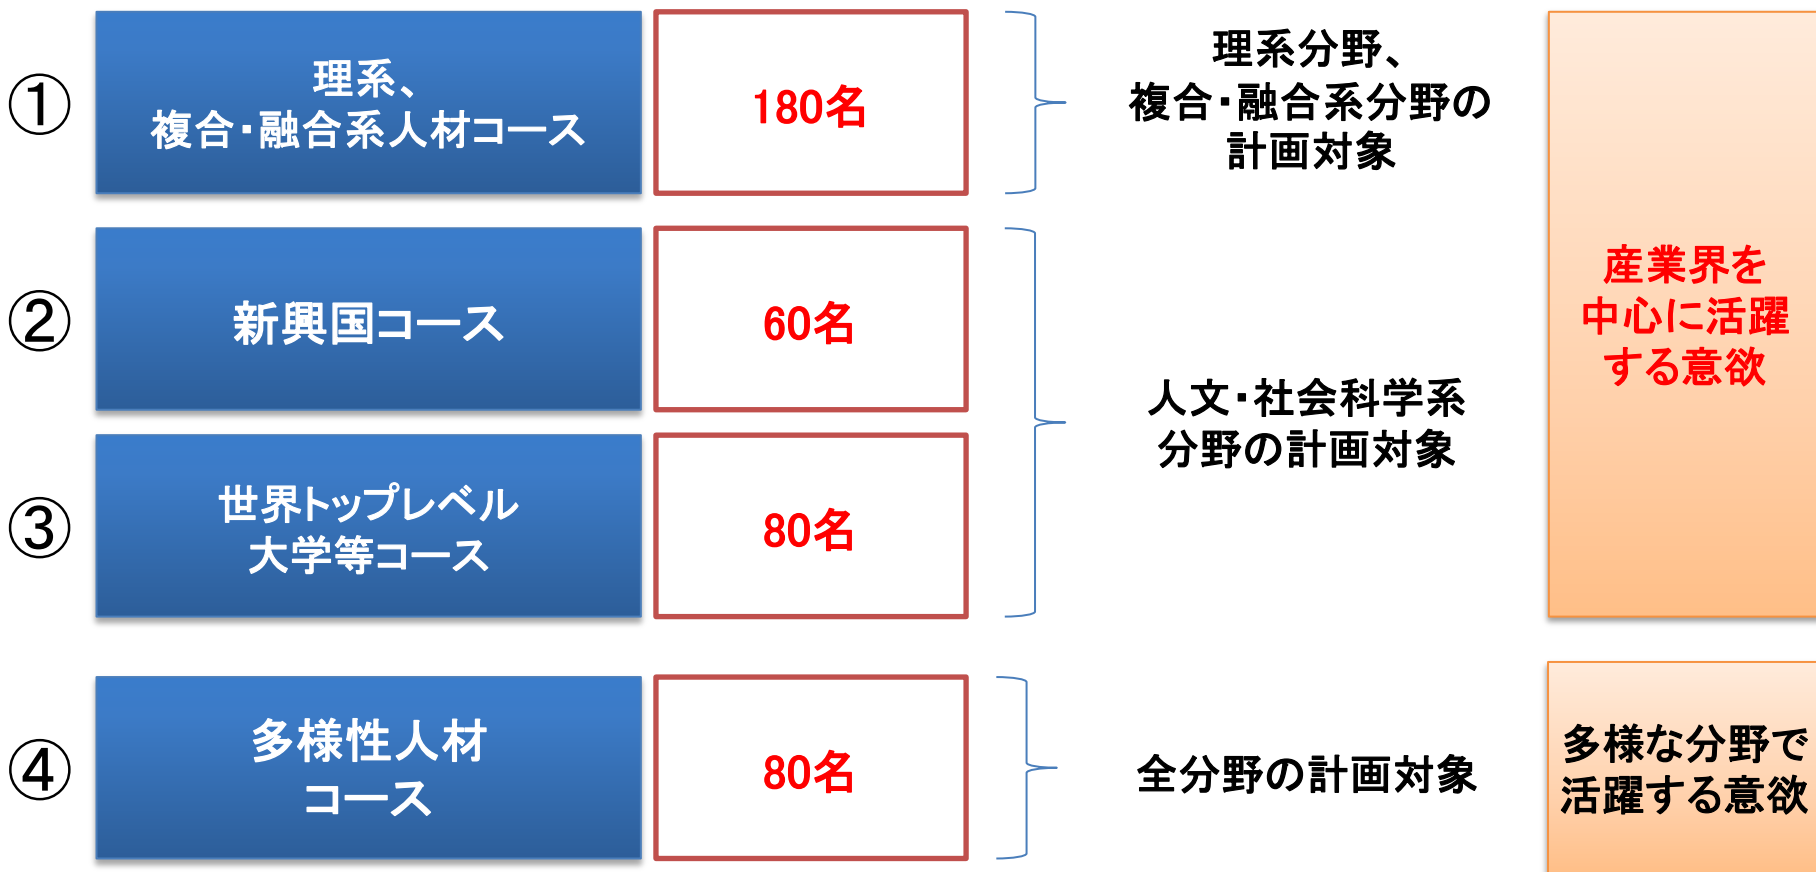 ①
理系、
複合・融合系人材コース
180名
理系分野、
複合・融合系分野の
計画対象
②
新興国コース
60名
③
世界トップレベル
大学等コース
80名
人文・社会科学系
分野の計画対象
産業界を
中心に活躍
する意欲
④
多様性人材
コース
80名
全分野の計画対象
多様な分野で
活躍する意欲